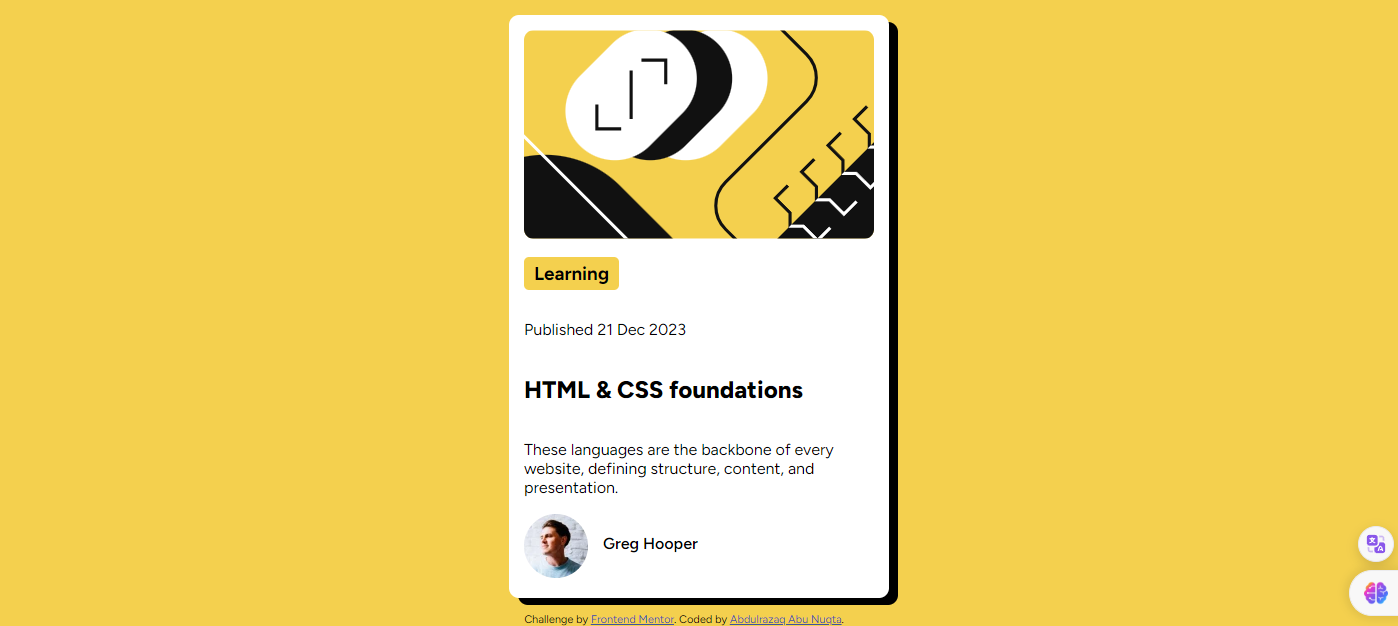 Learning
Published 21 Dec 2023
HTML & CSS foundations
These languages are the backbone of every
website, defining structure, content, and
presentation.
Greg Hooper
Challenge by Frontend Mentor. Coded by Abdulrazaq Abu Nuqta.